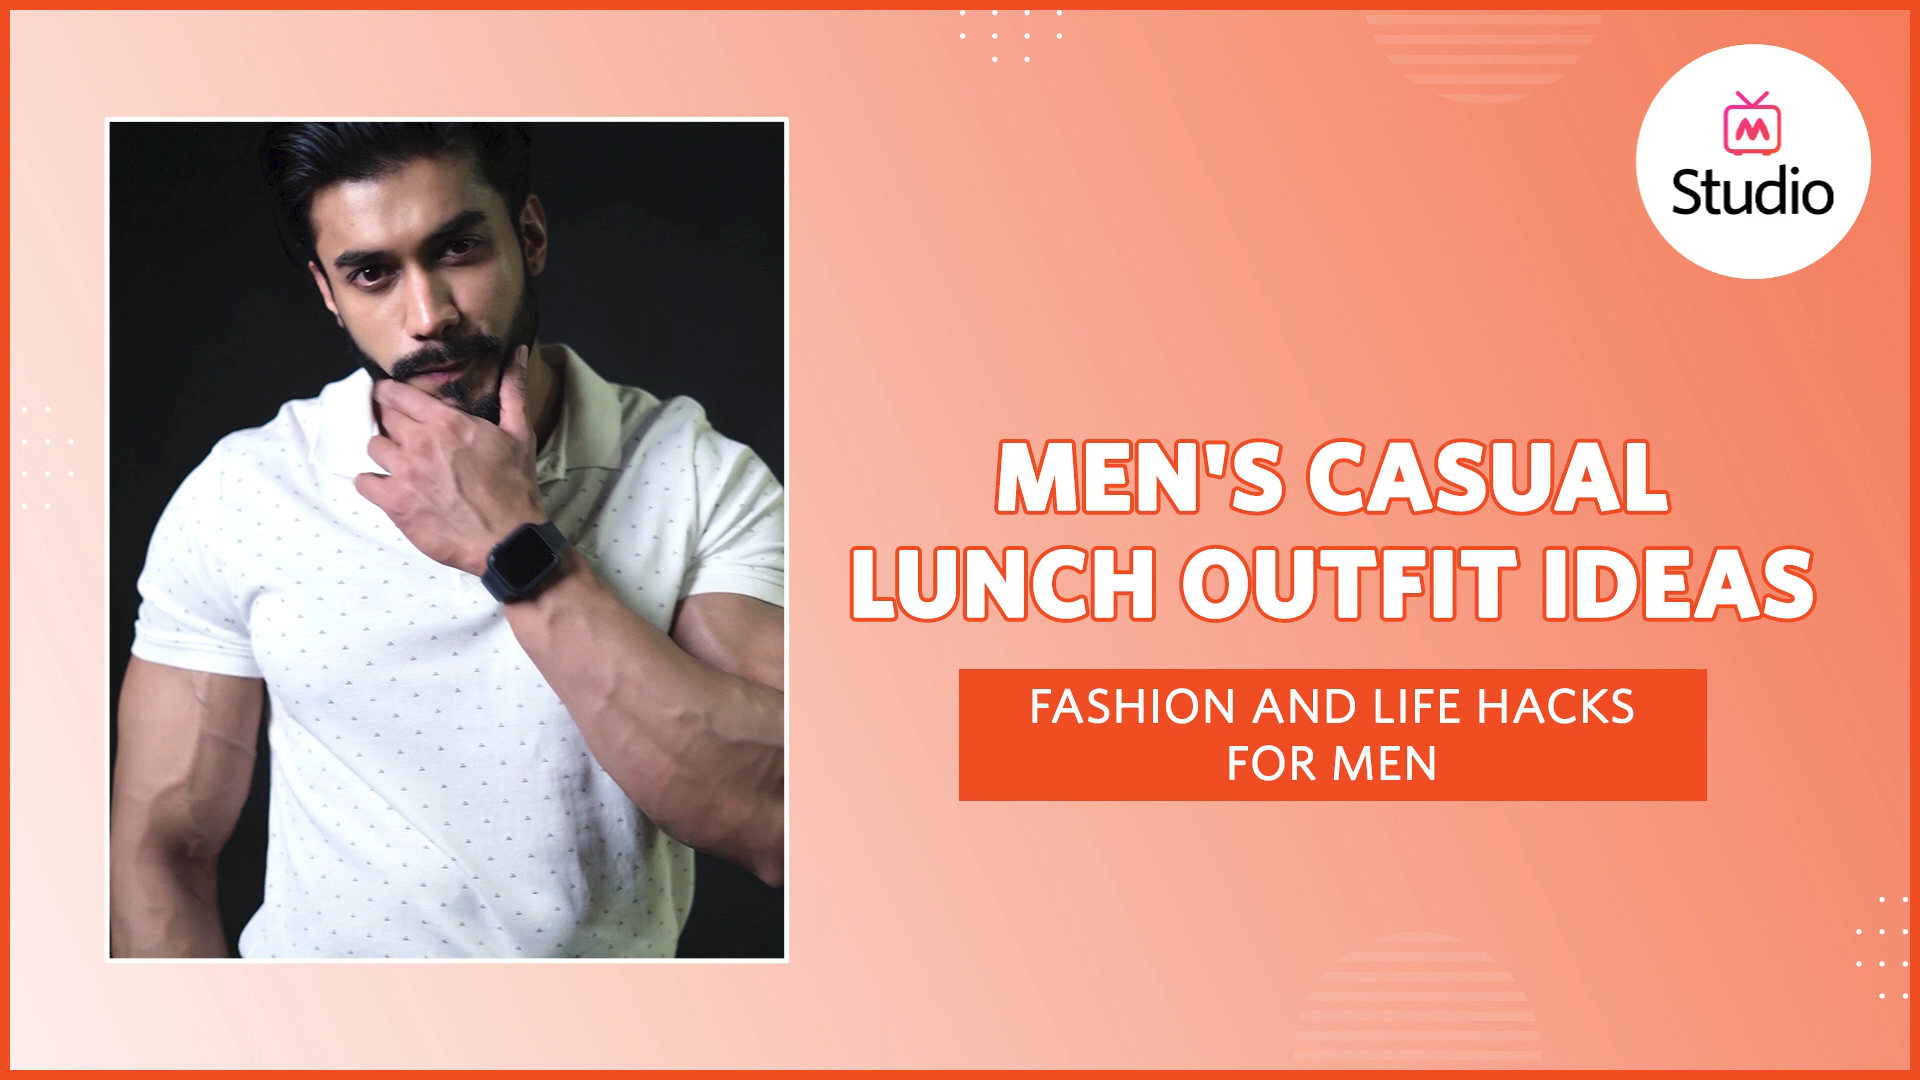 M
Studio
MEN'S CASUAL
LUNCH OUTFIT IDEAS
FASHION AND LIFE HACKS
FOR MEN